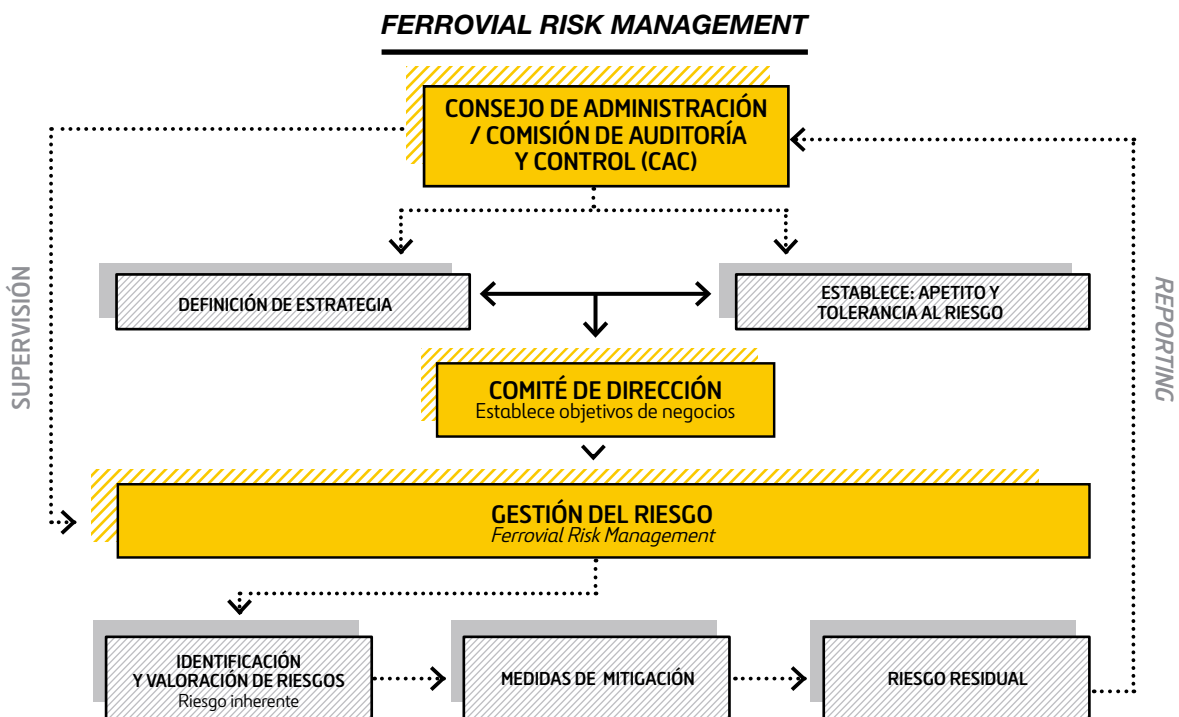 FERROVIAL RISK MANAGEMENT
CONSEJO DE ADMINISTRACIÓN
/ COMISIÓN DE AUDITORÍA
Y CONTROL (CAC)
SUPERVISIÓN
REPORTING
DEFINICIÓN DE ESTRATEGIA
ESTABLECE: APETITO Y
TOLERANCIA AL RIESGO
COMITÉ DE DIRECCIÓN
Establece objetivos de negocios
GESTIÓN DEL RIESGO
Ferrovial Risk Management
IDENTIFICACIÓN
Y VALORACIÓN DE RIESGOS
Riesgo inherente
MEDIDAS DE MITIGACIÓN
RIESGO RESIDUAL